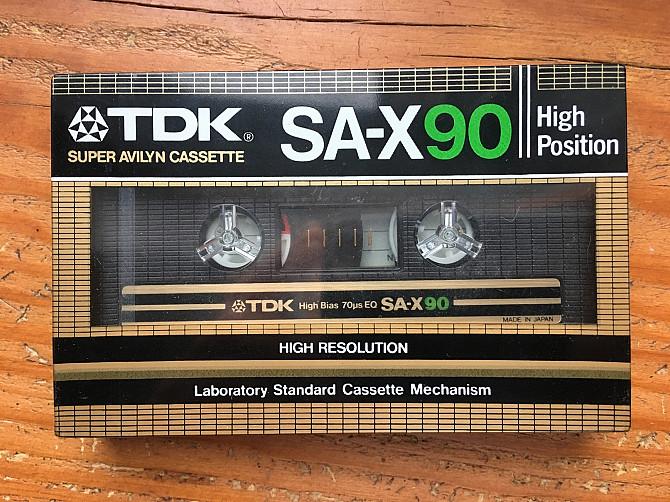 TDK®
SUPER AVILYN CASSETTE
SA-X90
High
Position
TDK High Bias 70μs EQ SA-X90
MADE IN JAPAN
HIGH RESOLUTION
Laboratory Standard Cassette Mechanism